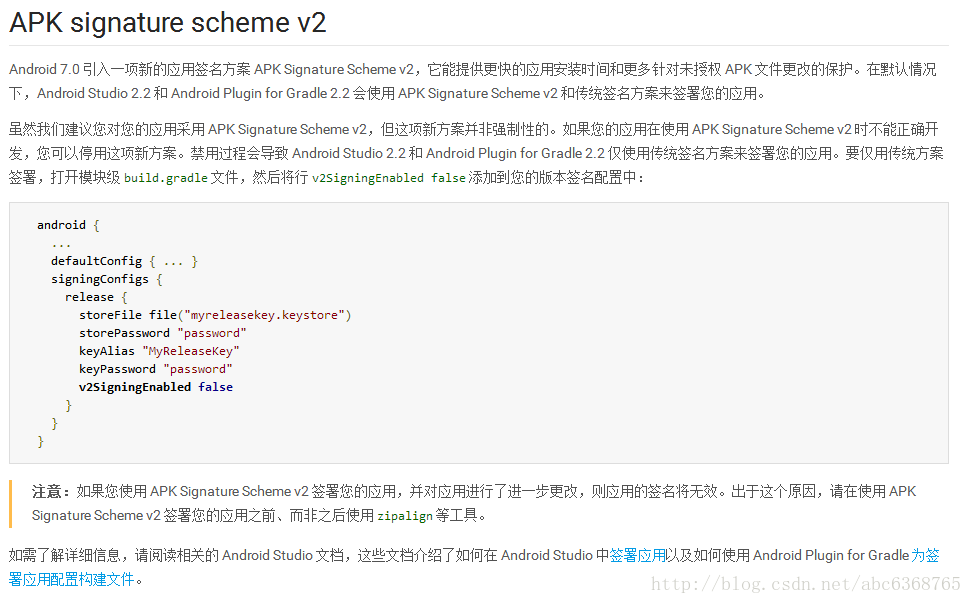 APK signature scheme v2
Android 7.0 引入一项新的应用签名方案 APK Signature Scheme v2，它能提供更快的应用安装时间和更多针对未授权 APK 文件更改的保护。在默认情况
下，Android Studio 2.2 和 Android Plugin for Gradle 2.2 会使用 APK Signature Scheme v2 和传统签名方案来签署您的应用。
虽然我们建议您对您的应用采用 APK Signature Scheme v2，但这项新方案并非强制性的。如果您的应用在使用 APK Signature Scheme v2 时不能正确开
发，您可以停用这项新方案。禁用过程会导致 Android Studio 2.2 和 Android Plugin for Gradle 2.2 仅使用传统签名方案来签署您的应用。要仅用传统方案
签署，打开模块级 build.gradle 文件，然后将行 v2SigningEnabled false 添加到您的版本签名配置中：
android {
...
defaultConfig { ... }
signingConfigs {
release {
storeFile file("myreleasekey.keystore")
storePassword "password"
keyAlias "MyReleaseKey"
keyPassword "password"
v2SigningEnabled false
}
}
}
注意：如果您使用 APK Signature Scheme v2 签署您的应用，并对应用进行了进一步更改，则应用的签名将无效。出于这个原因，请在使用 APK
Signature Scheme v2 签署您的应用之前、而非之后使用 zipalign 等工具。
如需了解详细信息，请阅读相关的 Android Studio 文档，这些文档介绍了如何在 Android Studio 中签署应用以及如何使用 Android Plugin for Gradle 为签
署应用配置构建文件。
http://blog.csdn.net/abc6368765